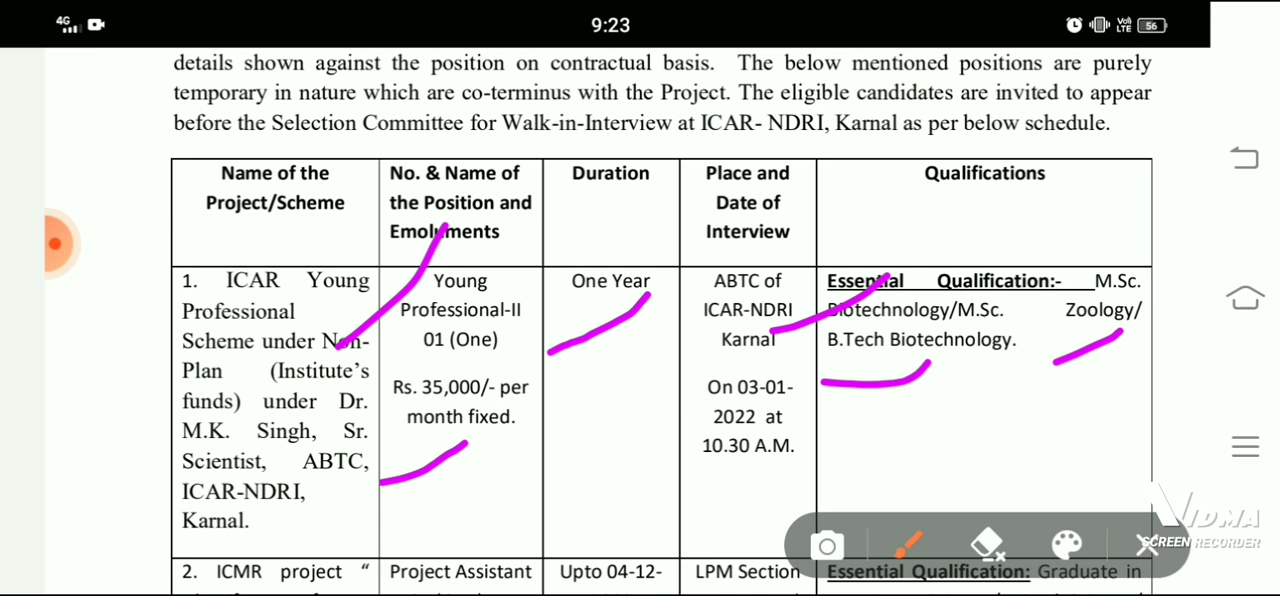 4G
9:23
Vo)
LTE
56
details shown against the position on contractual basis. The below mentioned positions are purely
temporary in nature which are co-terminus with the Project. The eligible candidates are invited to appear
before the Selection Committee for Walk-in-Interview at ICAR- NDRI, Karnal as per below schedule.
Name of the
Project/Scheme
No. & Name of
the Position and
Emoluments
Duration
Place and
Date of
Interview
Qualifications
1. ICAR Young
Professional
Scheme under Non-
Plan (Institute's
funds) under Dr.
M.K. Singh, Sr.
Scientist, ABTC,
ICAR-NDRI,
Karnal.
Young
Professional-II
01 (One)
Rs. 35,000/- per
month fixed.
One Year
ABTC of
ICAR-NDRI
Karnal
On 03-01-
2022 at
10.30 A.M.
Essential Qualification:- M.Sc.
Biotechnology/M.Sc. Zoology/
B.Tech Biotechnology.
VIDMA
SCREEN RECORDER
2. ICMR project “
Project Assistant
Upto 04-12-
LPM Section
Essential Qualification: Graduate in